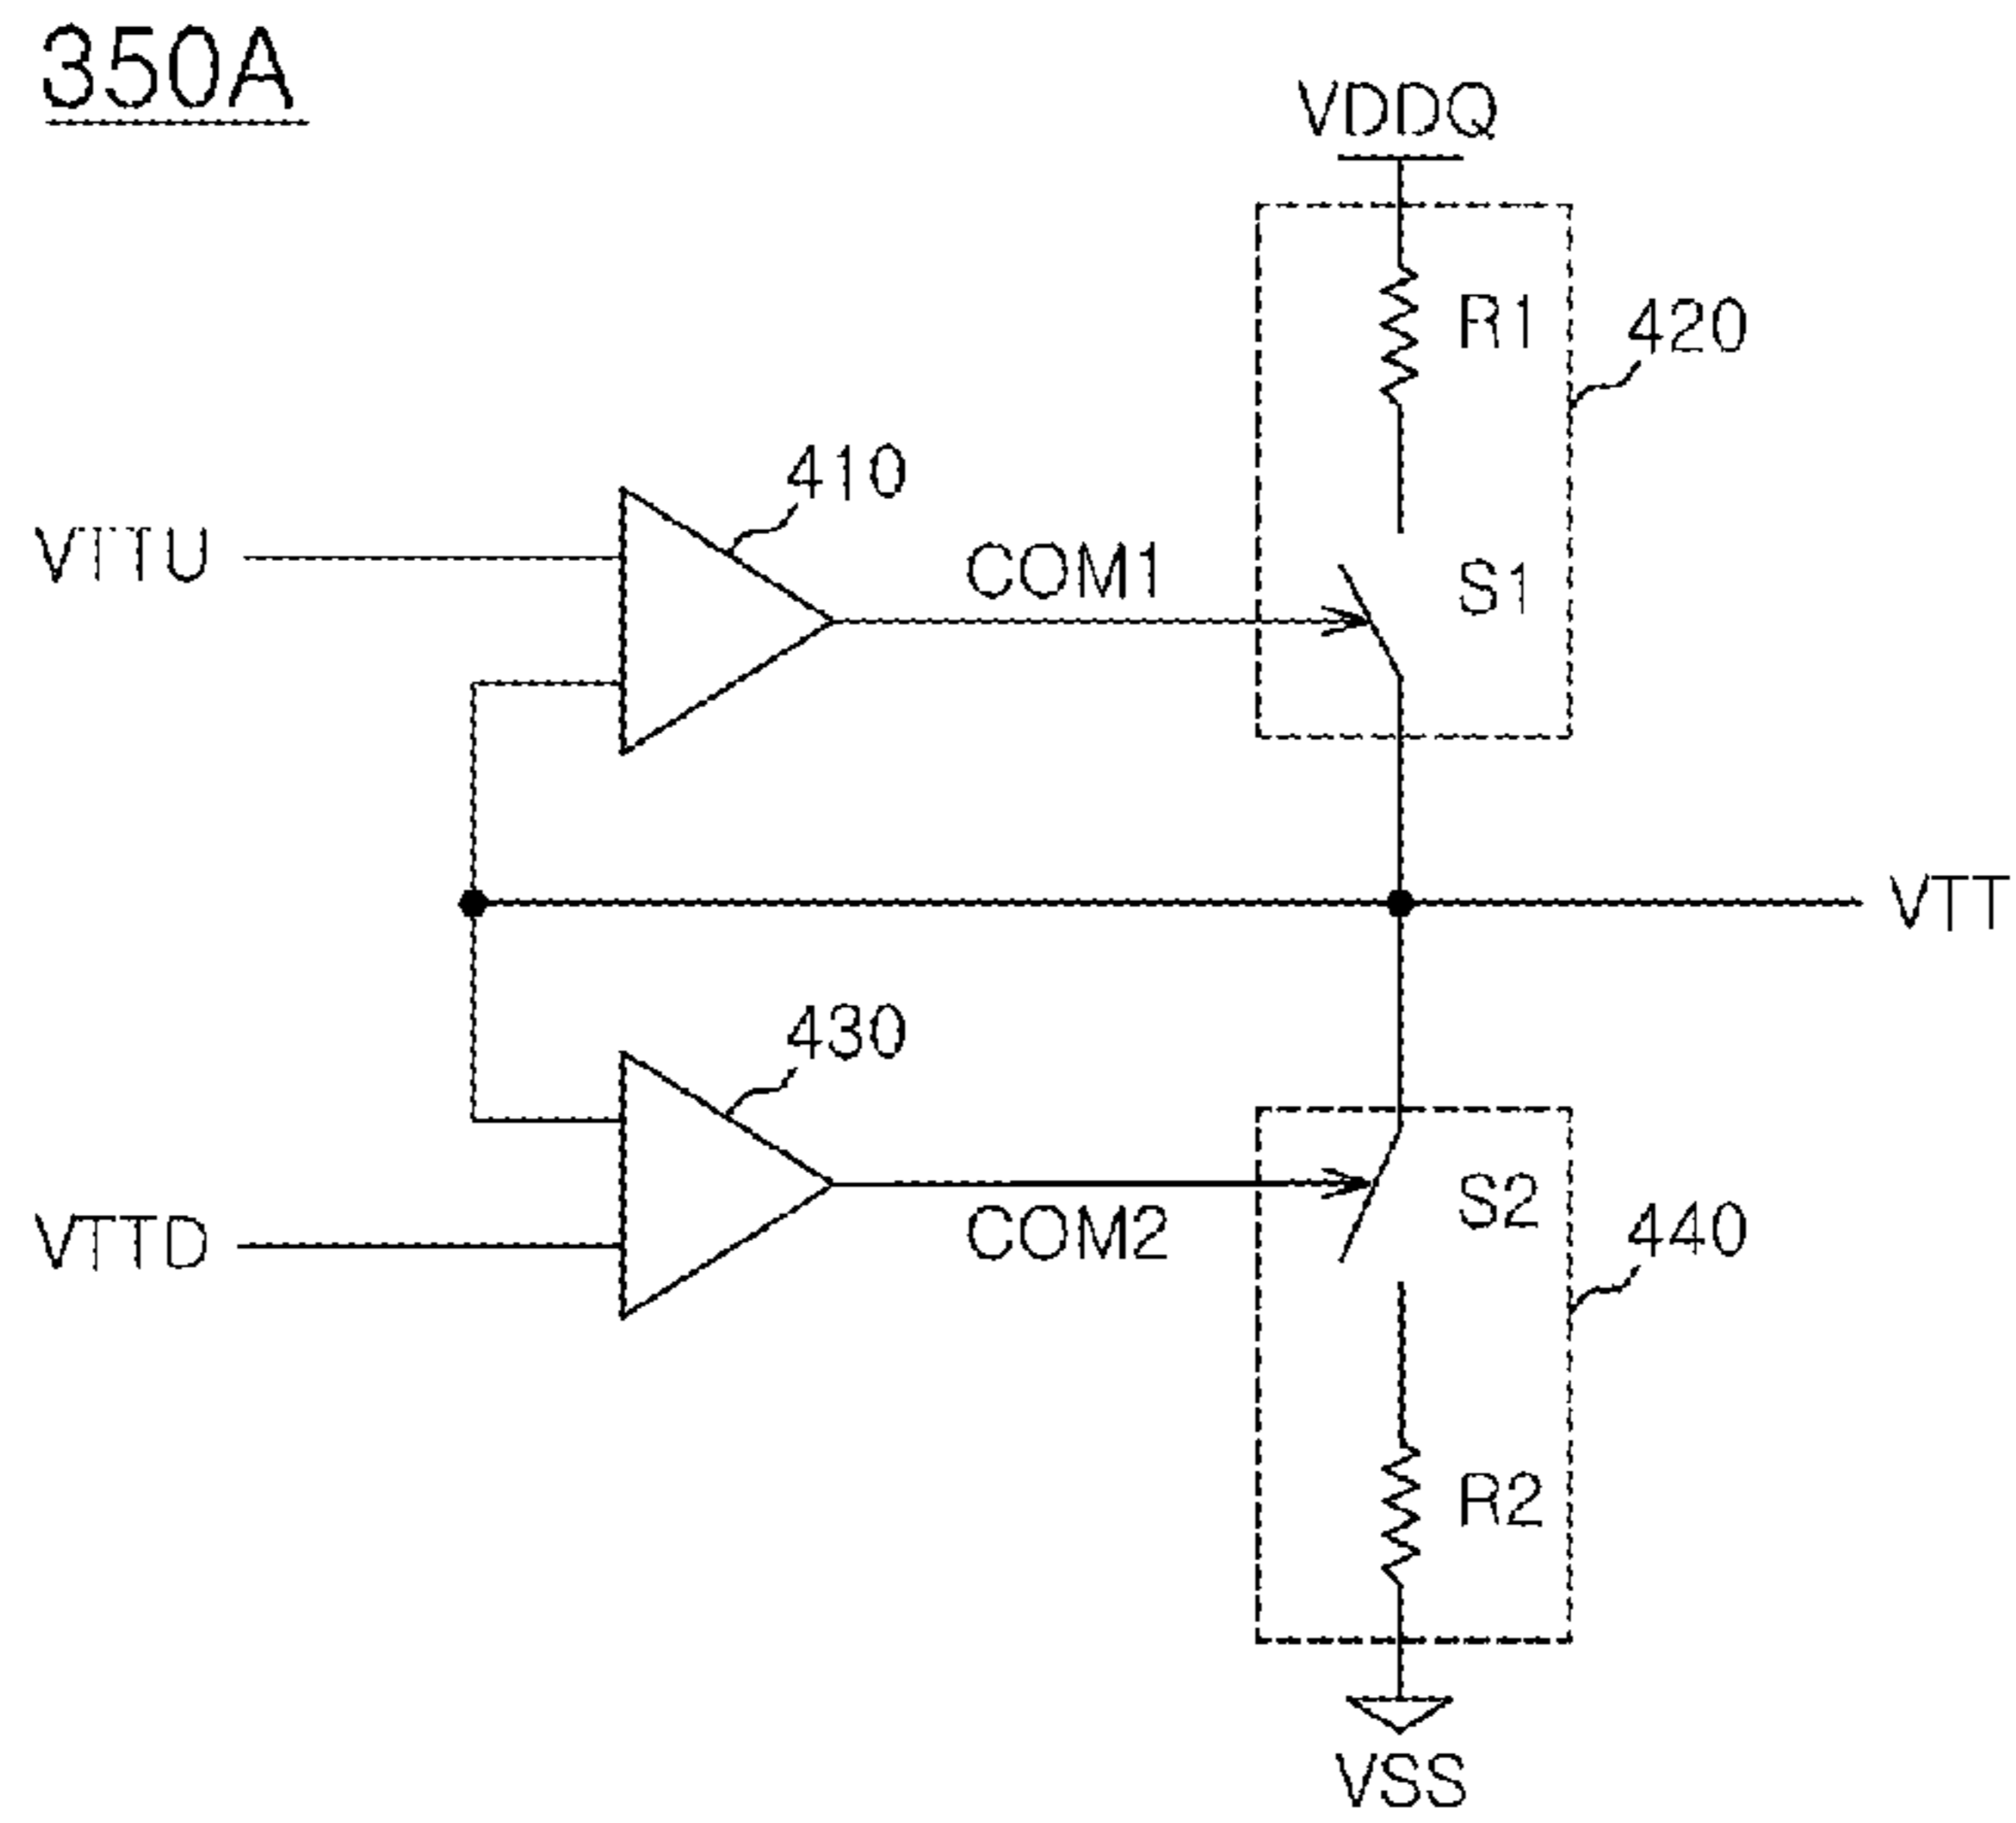 350A
VDDQ
R1
420
410
VTTU
COM1
S1
VTT
430
S2
VTTD
COM2
440
R2
VSS